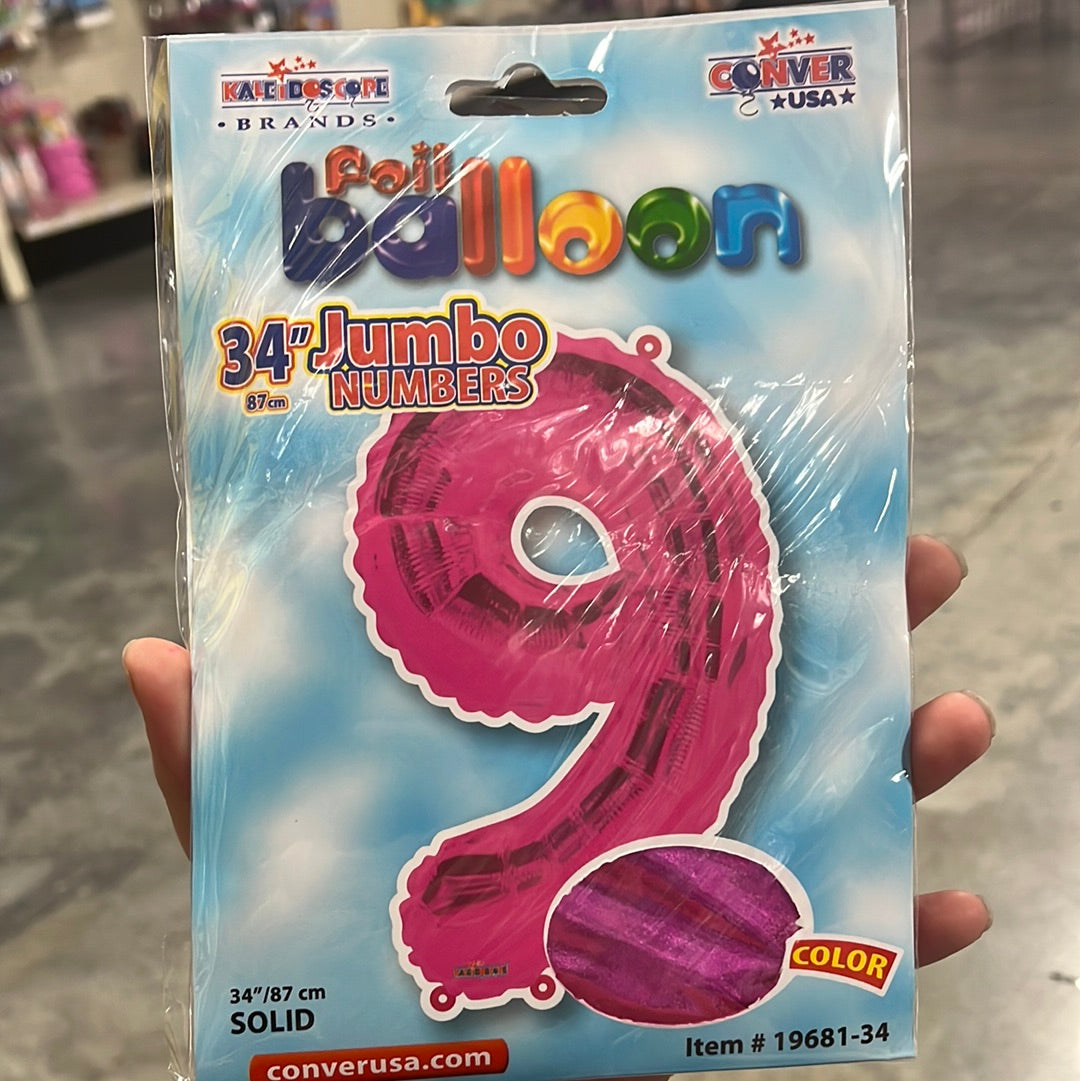 KALEIDOSCOPE
• BRANDS •
CONVER
★USA★
foil
balloon
34" Jumbo
87cm NUMBERS
9
COLOR
34"/87 cm
SOLID
Item # 19681-34
converusa.com